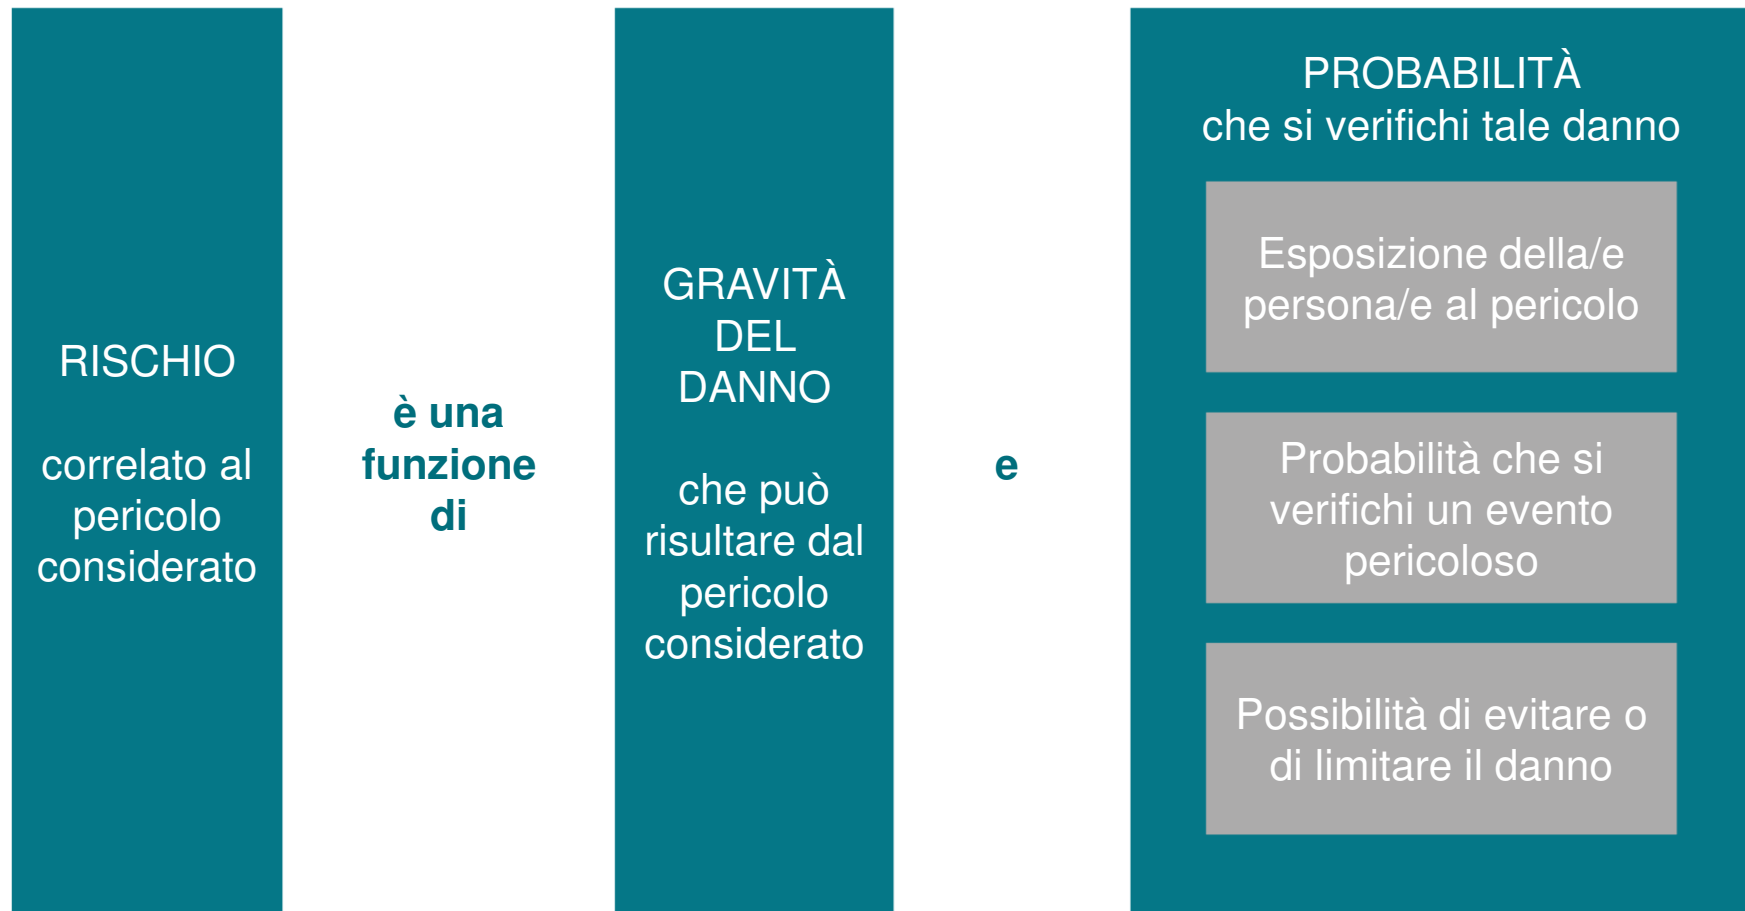 RISCHIO
correlato al
pericolo
considerato
è una
funzione
di
GRAVITÀ
DEL
DANNO
che può
risultare dal
pericolo
considerato
e
PROBABILITÀ
che si verifichi tale danno
Esposizione della/e
persona/e al pericolo
Probabilità che si
verifichi un evento
pericoloso
Possibilità di evitare o
di limitare il danno